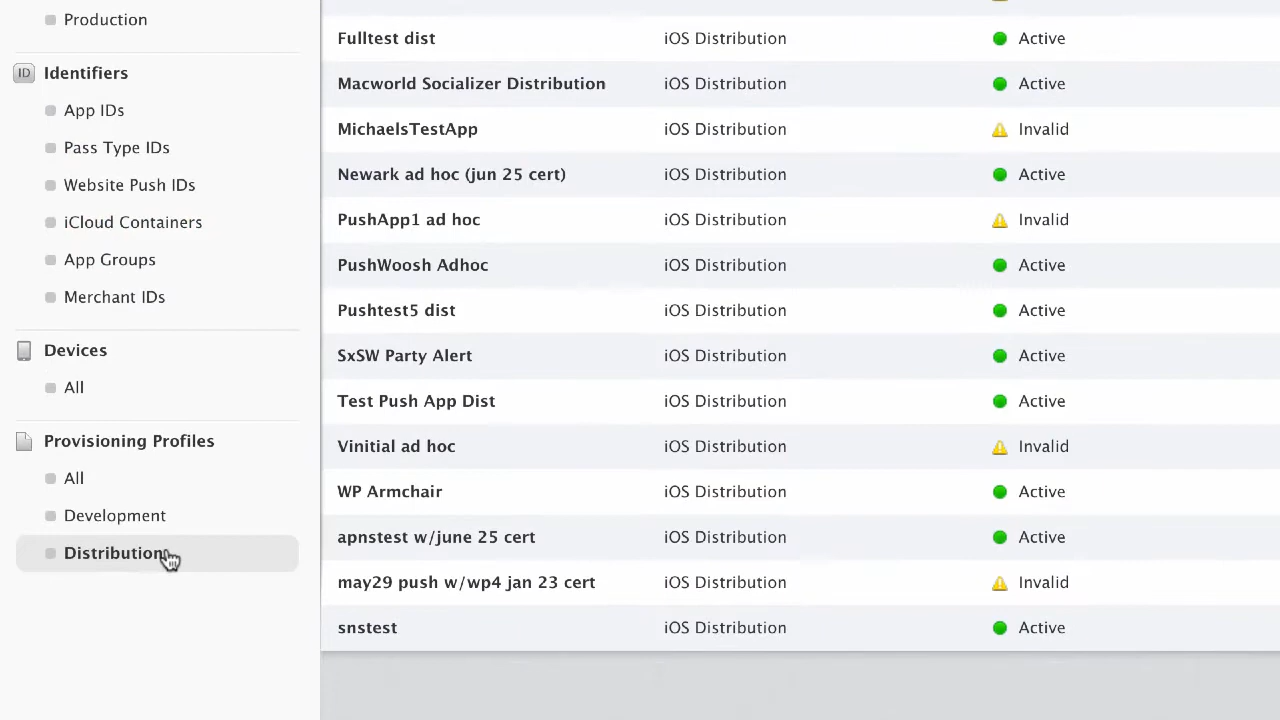 Production
ID Identifiers
App IDs
Pass Type IDs
Website Push IDs
iCloud Containers
App Groups
Merchant IDs
Devices
All
Provisioning Profiles
All
Development
Distribution
Fulltest dist iOS Distribution Active
Macworld Socializer Distribution iOS Distribution Active
MichaelsTestApp iOS Distribution Invalid
Newark ad hoc (jun 25 cert) iOS Distribution Active
PushApp1 ad hoc iOS Distribution Invalid
PushWoosh Adhoc iOS Distribution Active
Pushtest5 dist iOS Distribution Active
SxSW Party Alert iOS Distribution Active
Test Push App Dist iOS Distribution Active
Vinitial ad hoc iOS Distribution Invalid
WP Armchair iOS Distribution Active
apnstest w/june 25 cert iOS Distribution Active
may29 push w/wp4 jan 23 cert iOS Distribution Invalid
snstest iOS Distribution Active